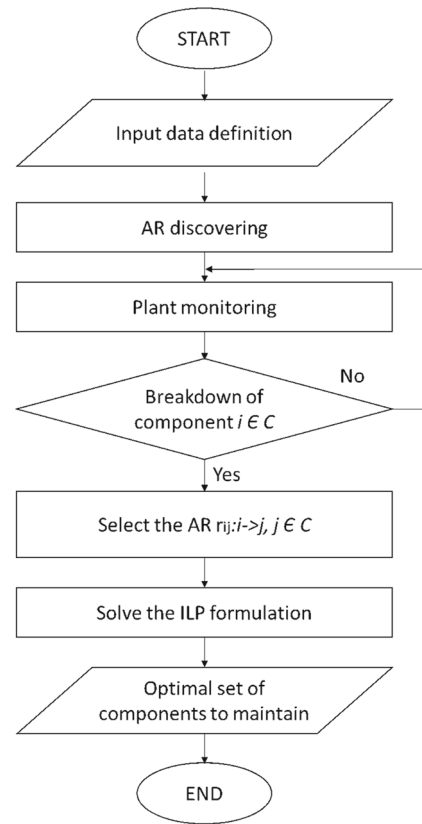 START
Input data definition
AR discovering
Plant monitoring
No
Breakdown of
component i ∈ C
Yes
Select the AR rij:i->j, j ∈ C
Solve the ILP formulation
Optimal set of
components to maintain
END